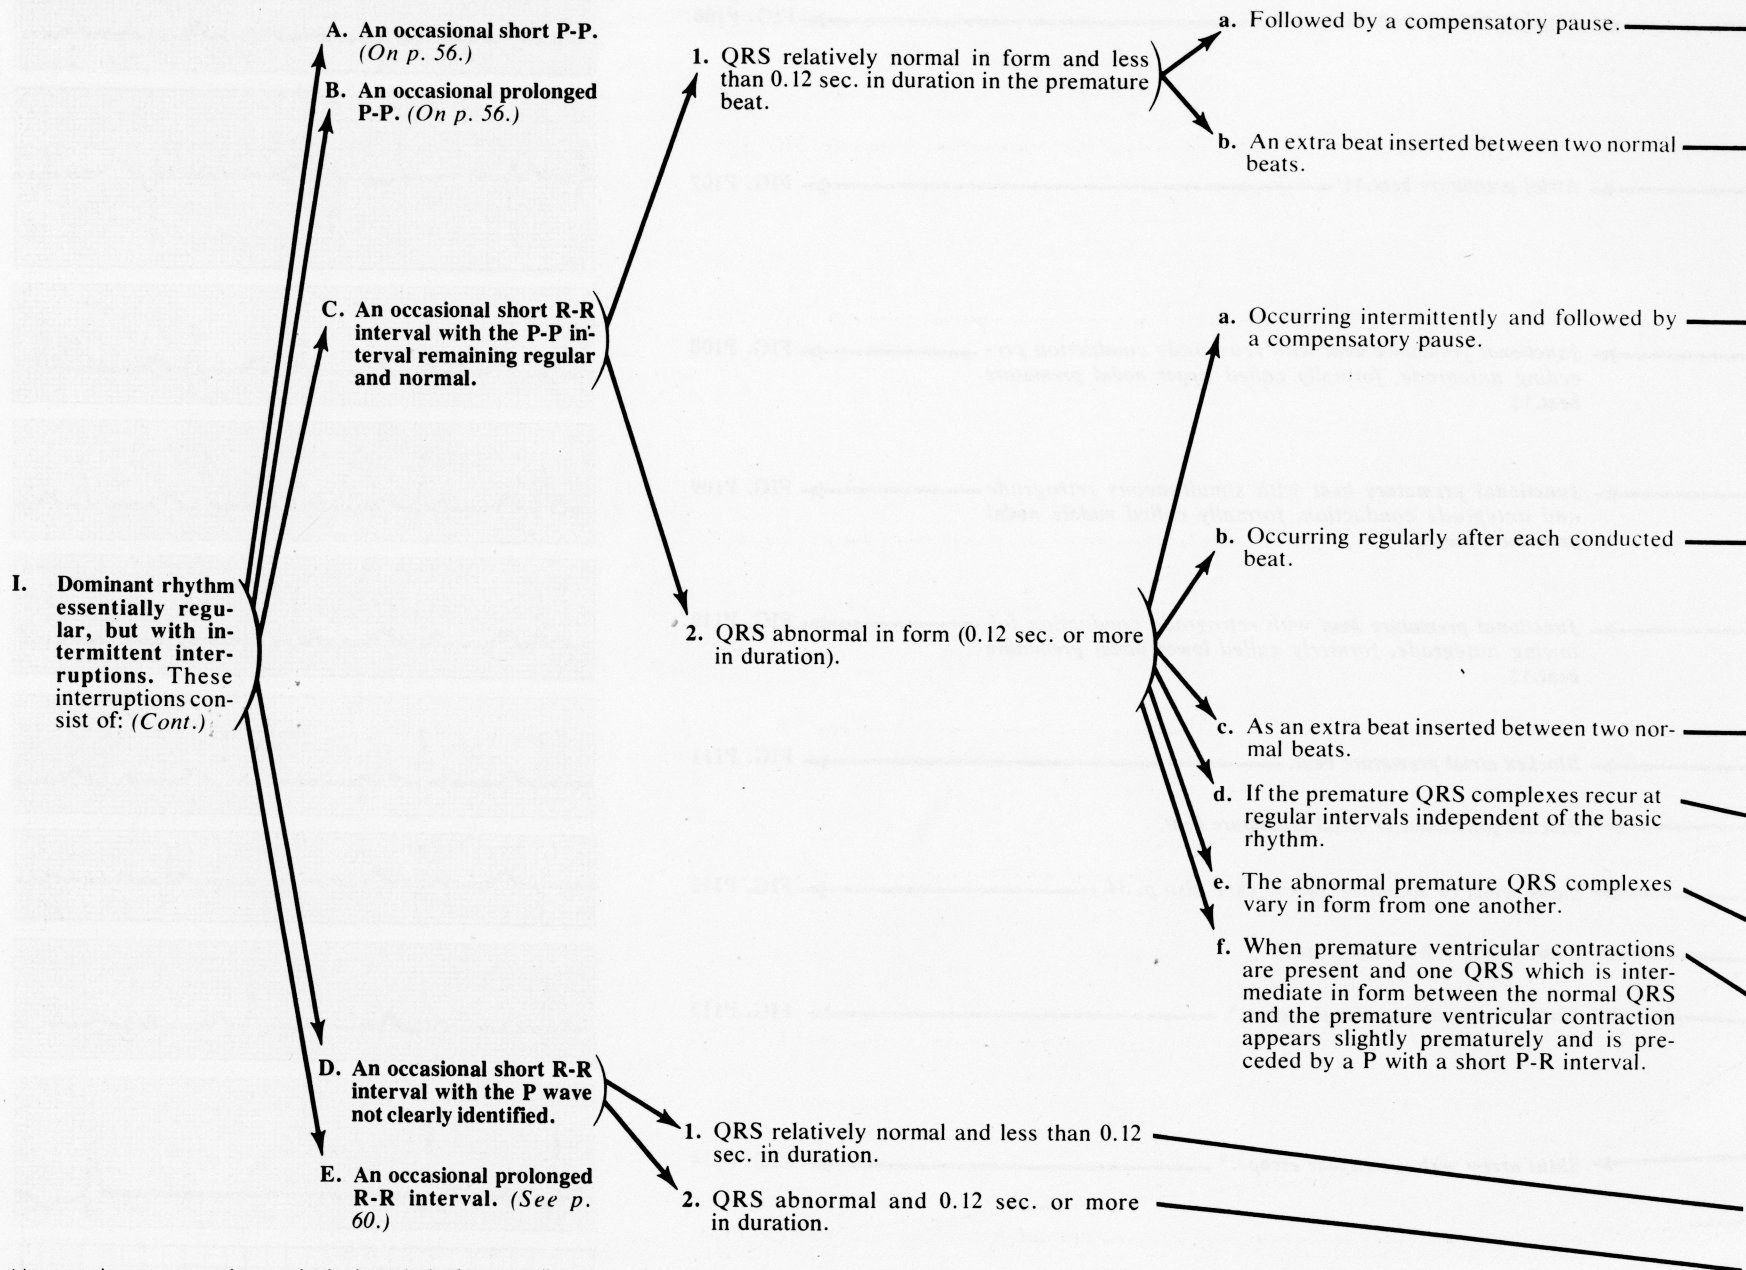 A. An occasional short P-P.
(On p. 56.)
B. An occasional prolonged
P-P. (On p. 56.)
C. An occasional short R-R
interval with the P-P in-
terval remaining regular
and normal.
I. Dominant rhythm
essentially regu-
lar, but with in-
termittent inter-
ruptions. These
interruptions con-
sist of: (Cont.)
D. An occasional short R-R
interval with the P wave
not clearly identified.
E. An occasional prolonged
R-R interval. (See p.
60.)
1. QRS relatively normal in form and less
than 0.12 sec. in duration in the premature
beat.
2. QRS abnormal in form (0.12 sec. or more
in duration).
1. QRS relatively normal and less than 0.12
sec. in duration.
2. QRS abnormal and 0.12 sec. or more
in duration.
a. Followed by a compensatory pause.
b. An extra beat inserted between two normal
beats.
a. Occurring intermittently and followed by
a compensatory pause.
b. Occurring regularly after each conducted
beat.
c. As an extra beat inserted between two nor-
mal beats.
d. If the premature QRS complexes recur at
regular intervals independent of the basic
rhythm.
e. The abnormal premature QRS complexes
vary in form from one another.
f. When premature ventricular contractions
are present and one QRS which is inter-
mediate in form between the normal QRS
and the premature ventricular contraction
appears slightly prematurely and is pre-
ceded by a P with a short P-R interval.